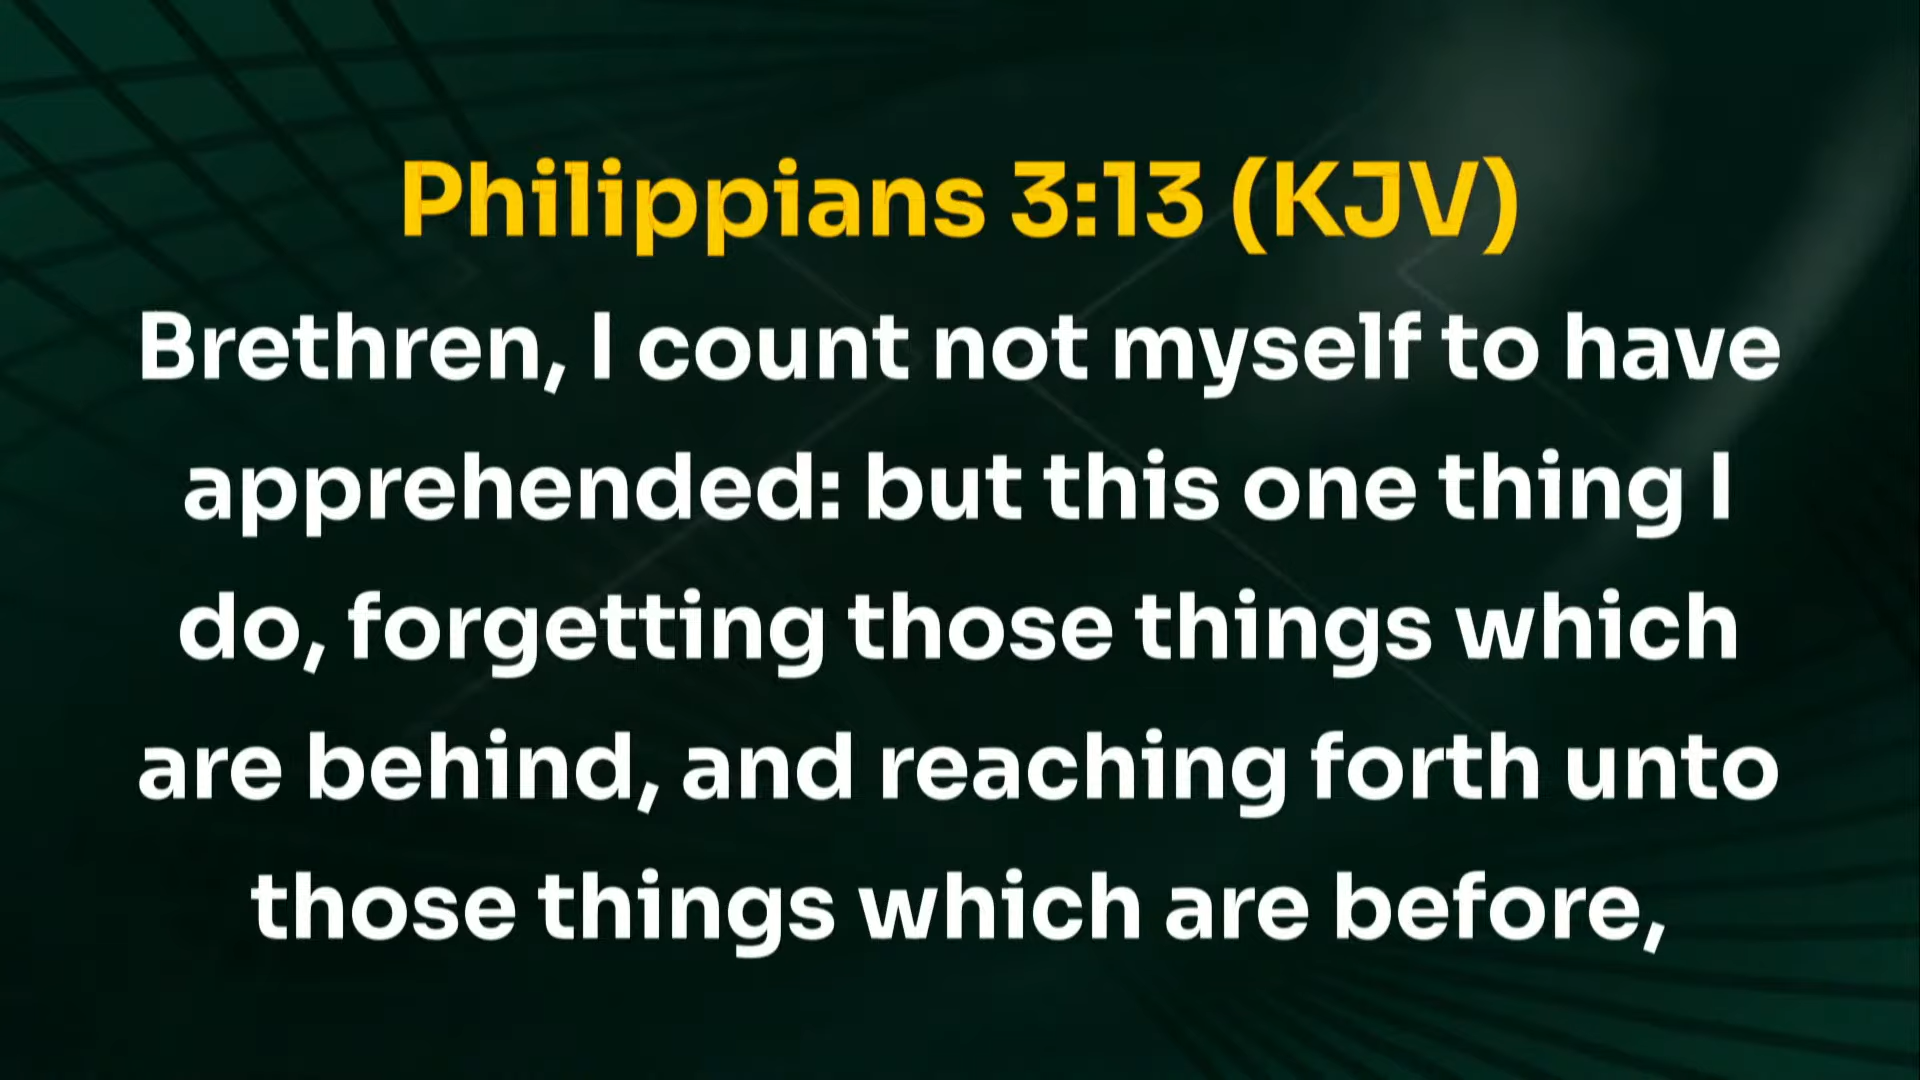 Philippians 3:13 (KJV)
Brethren, I count not myself to have
apprehended: but this one thing I
do, forgetting those things which
are behind, and reaching forth unto
those things which are before,